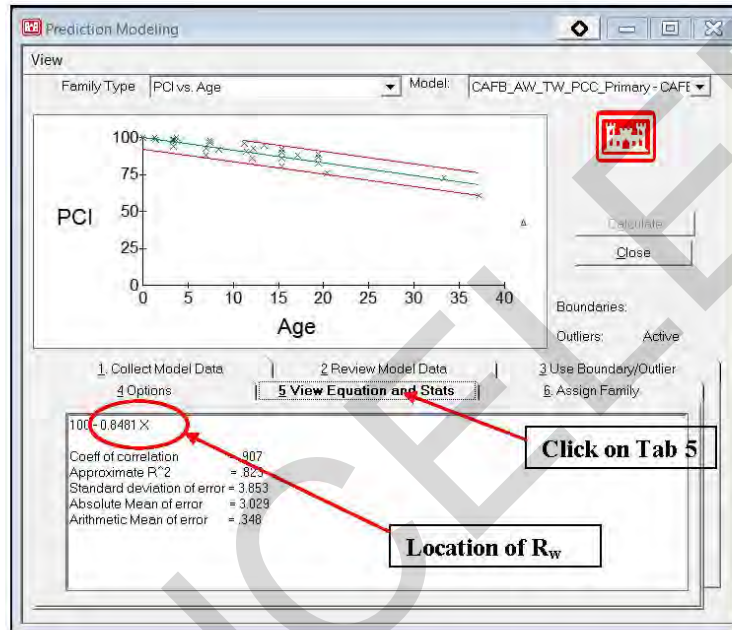 Prediction Modeling
View
Family Type PCI vs. Age Model: CAFB_AW_TW_PCC_Primary - CAFE
100
75
PCI 50
25
0
0 5 10 15 20 25 30 35 40
Age
Calculate
Close
Boundaries:
Outliers: Active
1. Collect Model Data 2 Review Model Data 3 Use Boundary/Outlier
4 Options 5 View Equation and Stats 6. Assign Family
100 - 0.8481 X
Click on Tab 5
Coeff of correlation = .907
Approximate R^2 = .823
Standard deviation of error = 3.853
Absolute Mean of error = 3.029
Arithmetic Mean of error = .348
Location of Rw